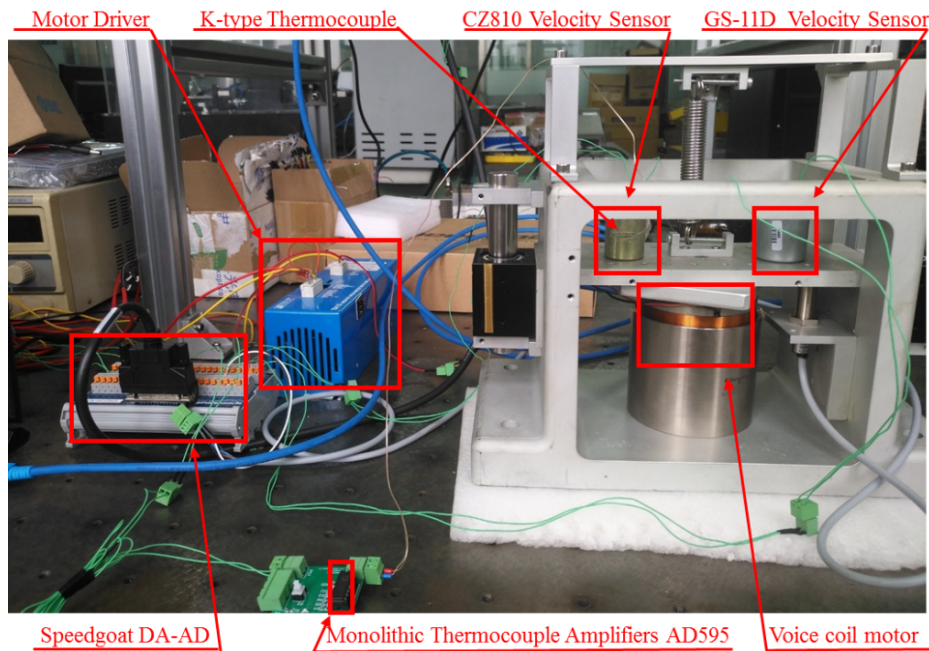 Motor Driver
K-type Thermocouple
CZ810 Velocity Sensor
GS-11D Velocity Sensor
Speedgoat DA-AD
Monolithic Thermocouple Amplifiers AD595
Voice coil motor